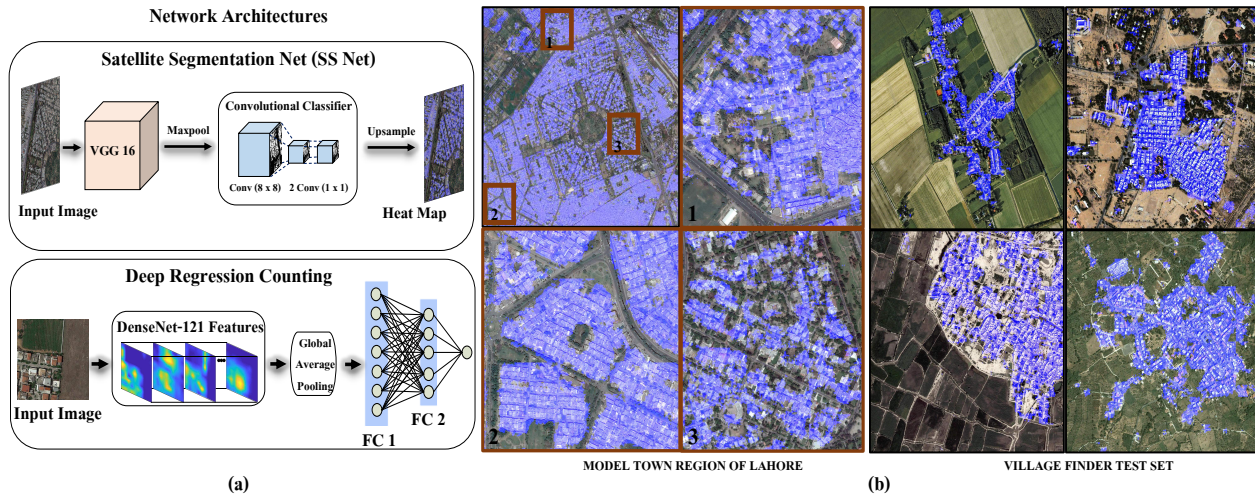 Network Architectures
Satellite Segmentation Net (SS Net)
Convolutional Classifier
Maxpool
Upsample
VGG 16
Conv (8 x 8)
2 Conv (1 x 1)
Input Image
Heat Map
Deep Regression Counting
DenseNet-121 Features
Global
Average
Pooling
Input Image
FC 1
FC 2
(a)
1
3
2
1
2
3
MODEL TOWN REGION OF LAHORE
VILLAGE FINDER TEST SET
(b)